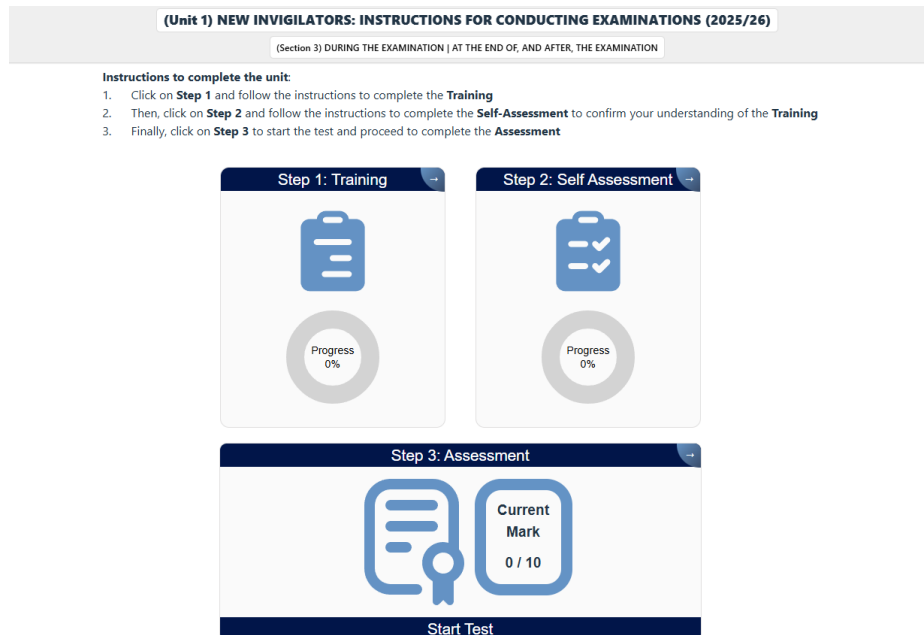 (Unit 1) NEW INVIGILATORS: INSTRUCTIONS FOR CONDUCTING EXAMINATIONS (2025/26)
(Section 3) DURING THE EXAMINATION | AT THE END OF, AND AFTER, THE EXAMINATION
Instructions to complete the unit:
1. Click on Step 1 and follow the instructions to complete the Training
2. Then, click on Step 2 and follow the instructions to complete the Self-Assessment to confirm your understanding of the Training
3. Finally, click on Step 3 to start the test and proceed to complete the Assessment
Step 1: Training →
Progress
0%
Step 2: Self Assessment →
Progress
0%
Step 3: Assessment →
Current
Mark
0 / 10
Start Test